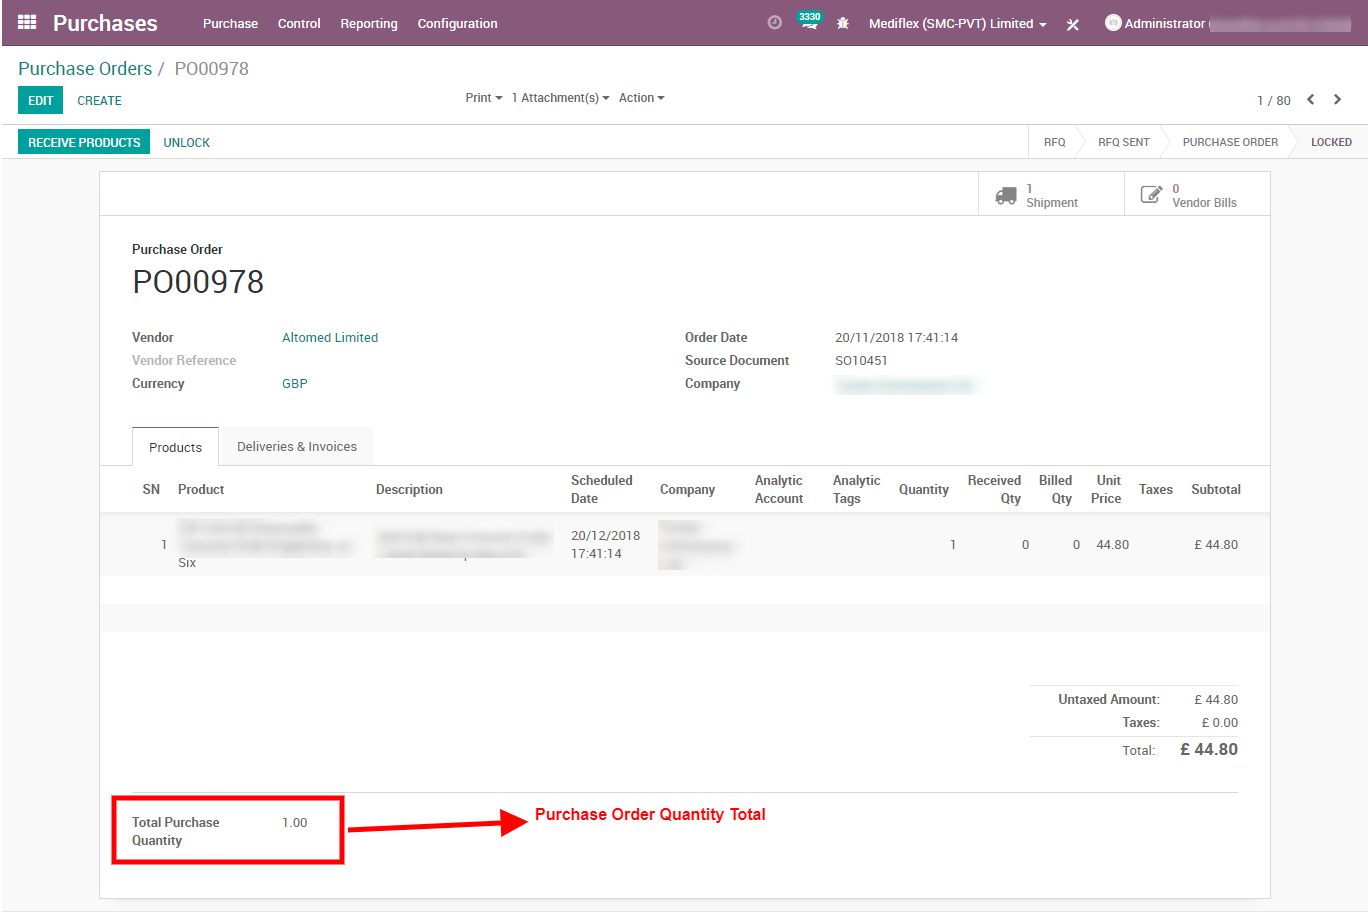 Purchases Purchase Control Reporting Configuration 3330 Mediflex (SMC-PVT) Limited Administrator
Purchase Orders / PO00978
EDIT CREATE Print 1 Attachment(s) Action 1 / 80
RECEIVE PRODUCTS UNLOCK RFQ RFQ SENT PURCHASE ORDER LOCKED
1 Shipment
0 Vendor Bills
Purchase Order
PO00978
Vendor Altomed Limited Order Date 20/11/2018 17:41:14
Vendor Reference Source Document SO10451
Currency GBP Company
Products Deliveries & Invoices
SN Product Description Scheduled Date Company Analytic Account Analytic Tags Quantity Received Qty Billed Qty Unit Price Taxes Subtotal
1 Six 20/12/2018 17:41:14 1 0 0 44.80 £ 44.80
Untaxed Amount: £ 44.80
Taxes: £ 0.00
Total: £ 44.80
Total Purchase Quantity 1.00
Purchase Order Quantity Total